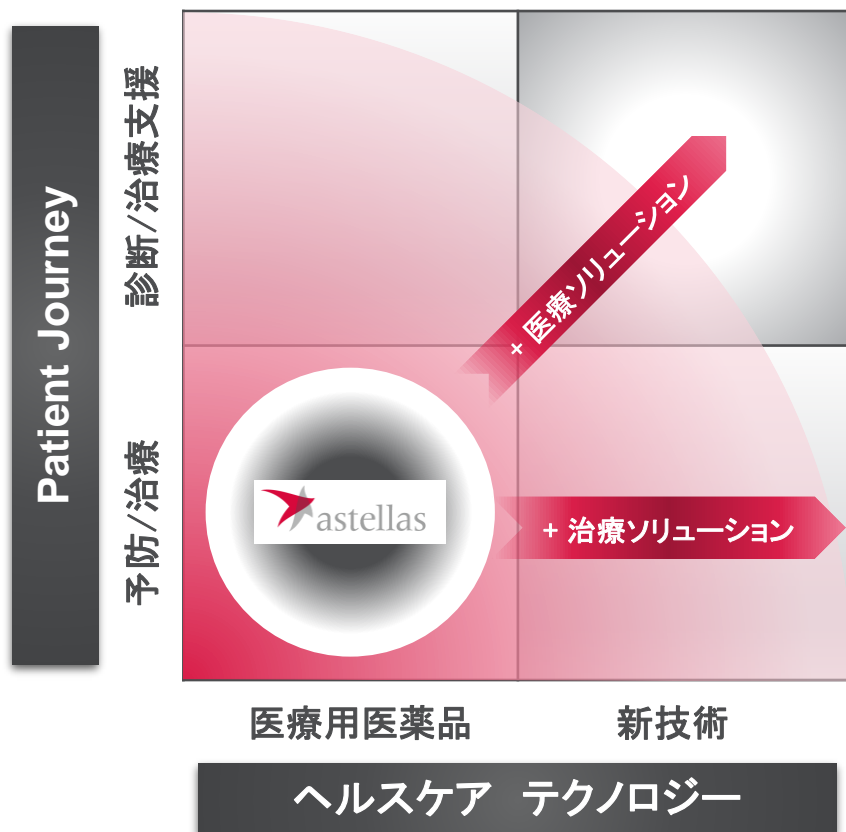 Patient Journey
診断/治療支援
予防/治療
+ 医療ソリューション
astellas
+ 治療ソリューション
医療用医薬品
新技術
ヘルスケア　テクノロジー